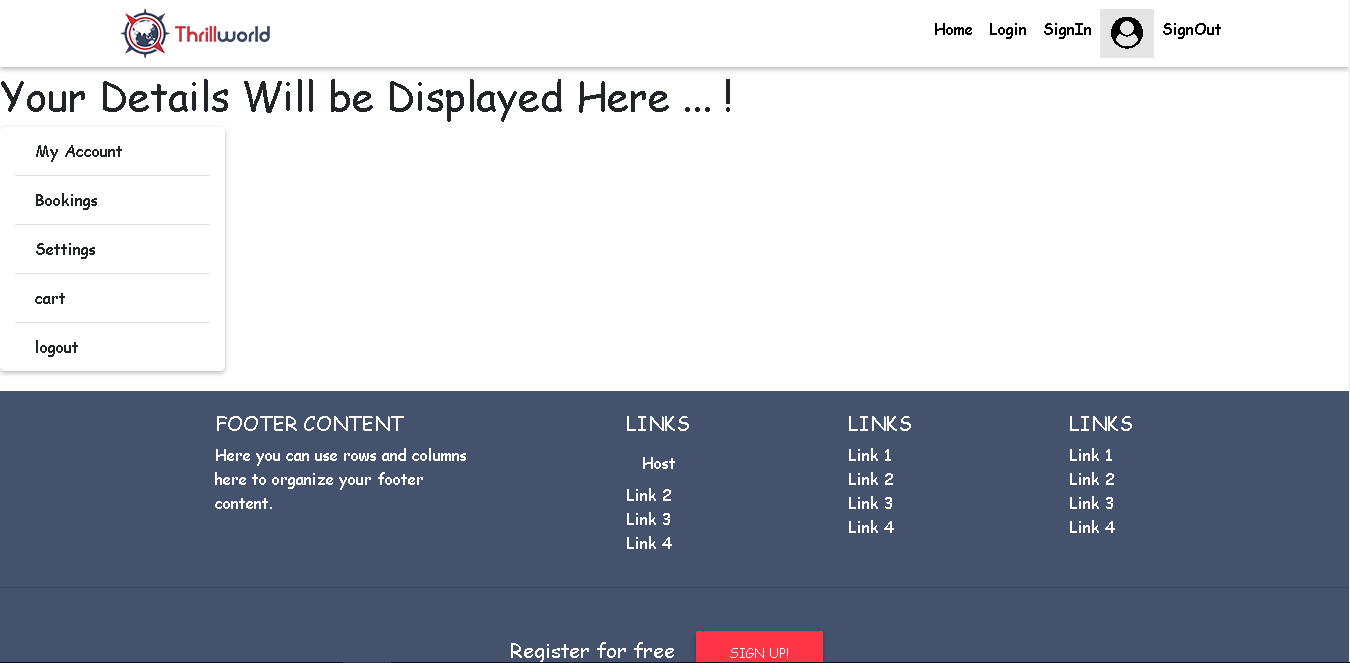 Thrillworld
Home Login SignIn SignOut
Your Details Will be Displayed Here ... !
My Account
Bookings
Settings
cart
logout
FOOTER CONTENT
Here you can use rows and columns
here to organize your footer
content.
LINKS
Host
Link 2
Link 3
Link 4
LINKS
Link 1
Link 2
Link 3
Link 4
LINKS
Link 1
Link 2
Link 3
Link 4
Register for free SIGN UP!